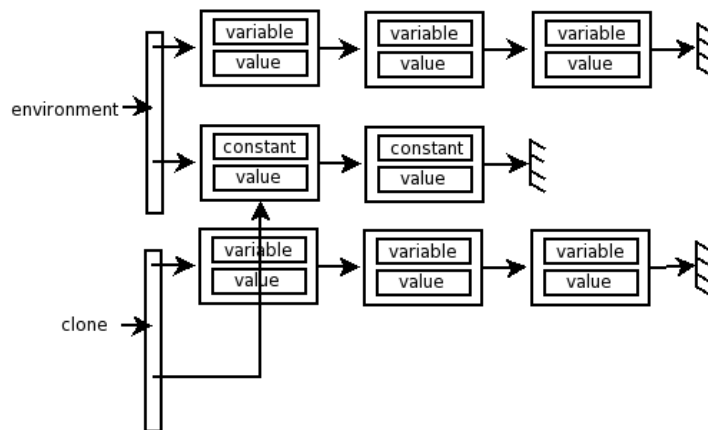 variable variable variable
value value value
environment
constant constant
value value
variable variable variable
value value value
clone